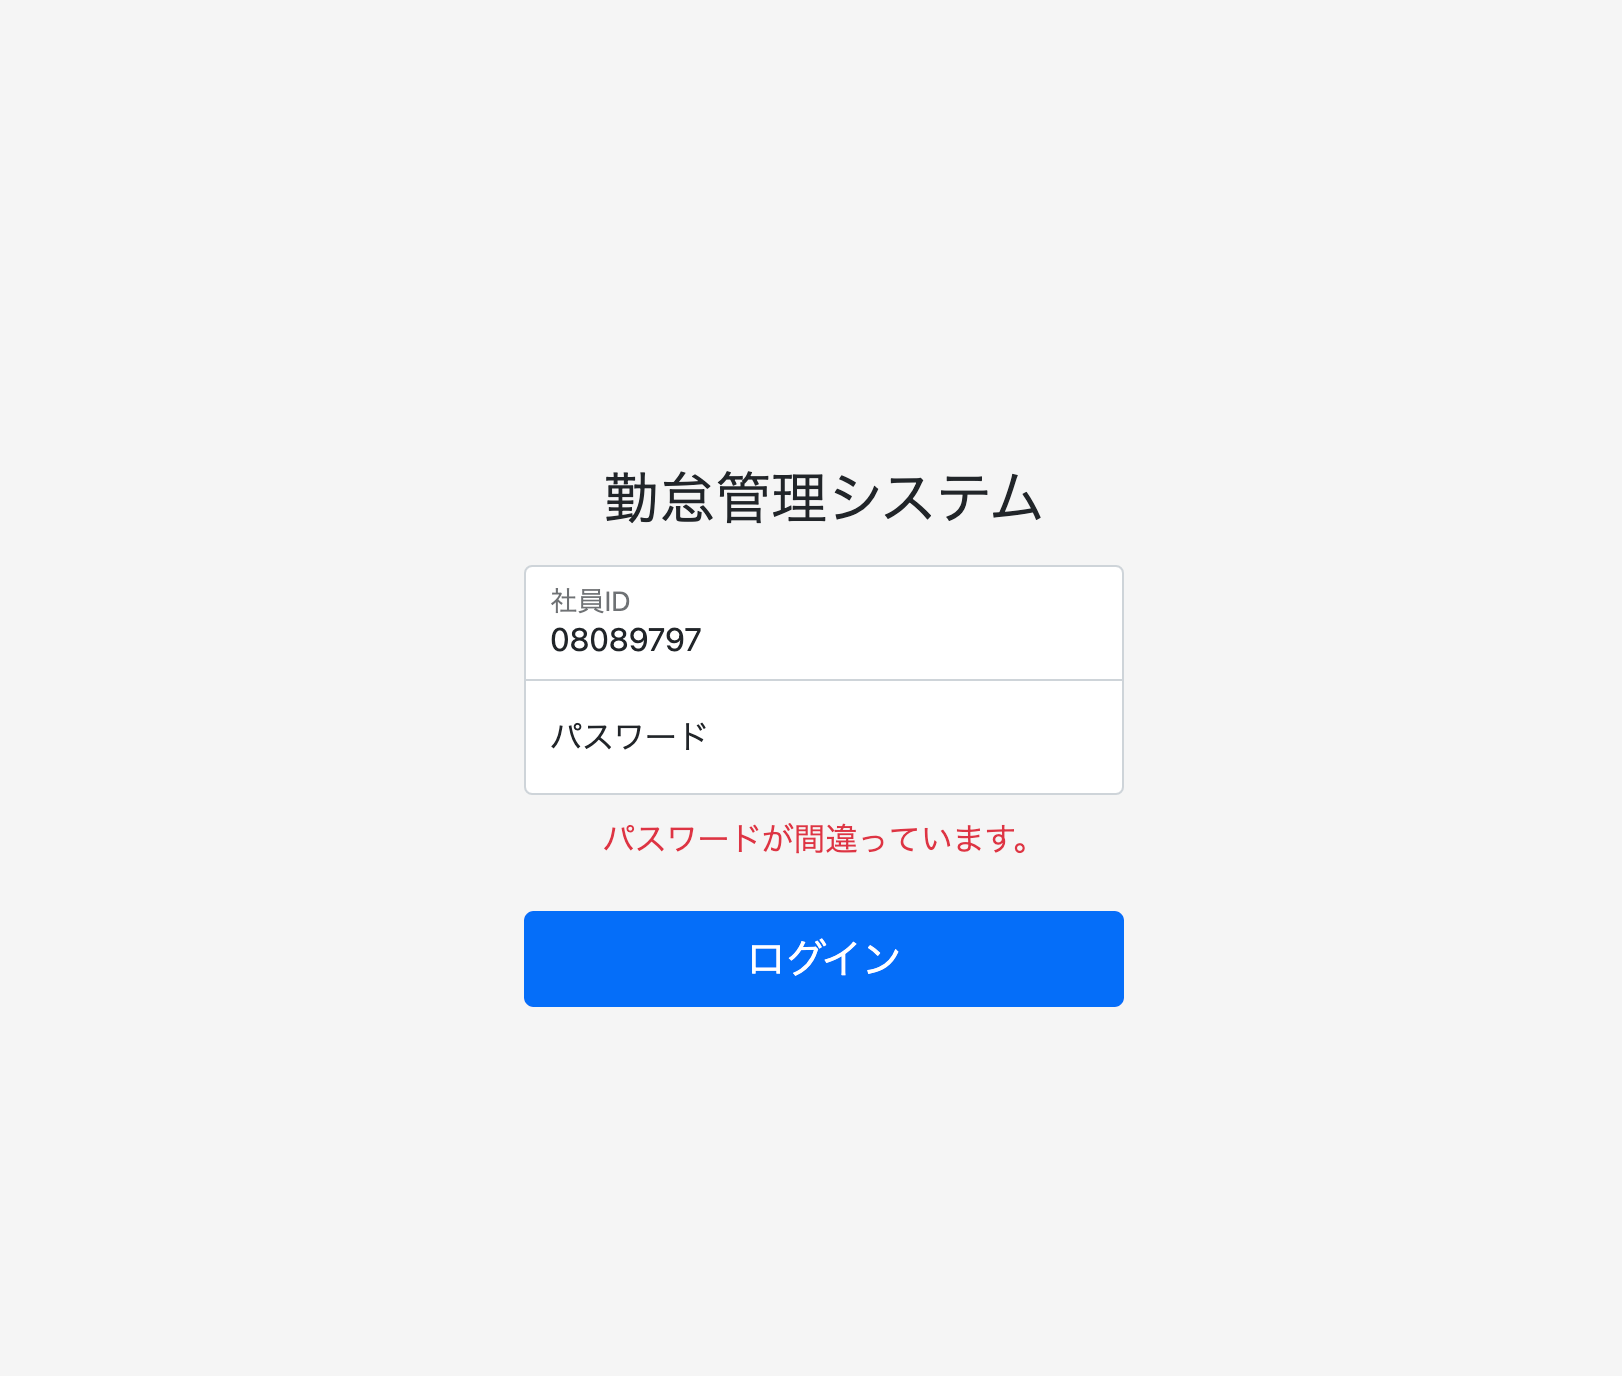 勤怠管理システム
社員ID
08089797
パスワード
パスワードが間違っています。
ログイン